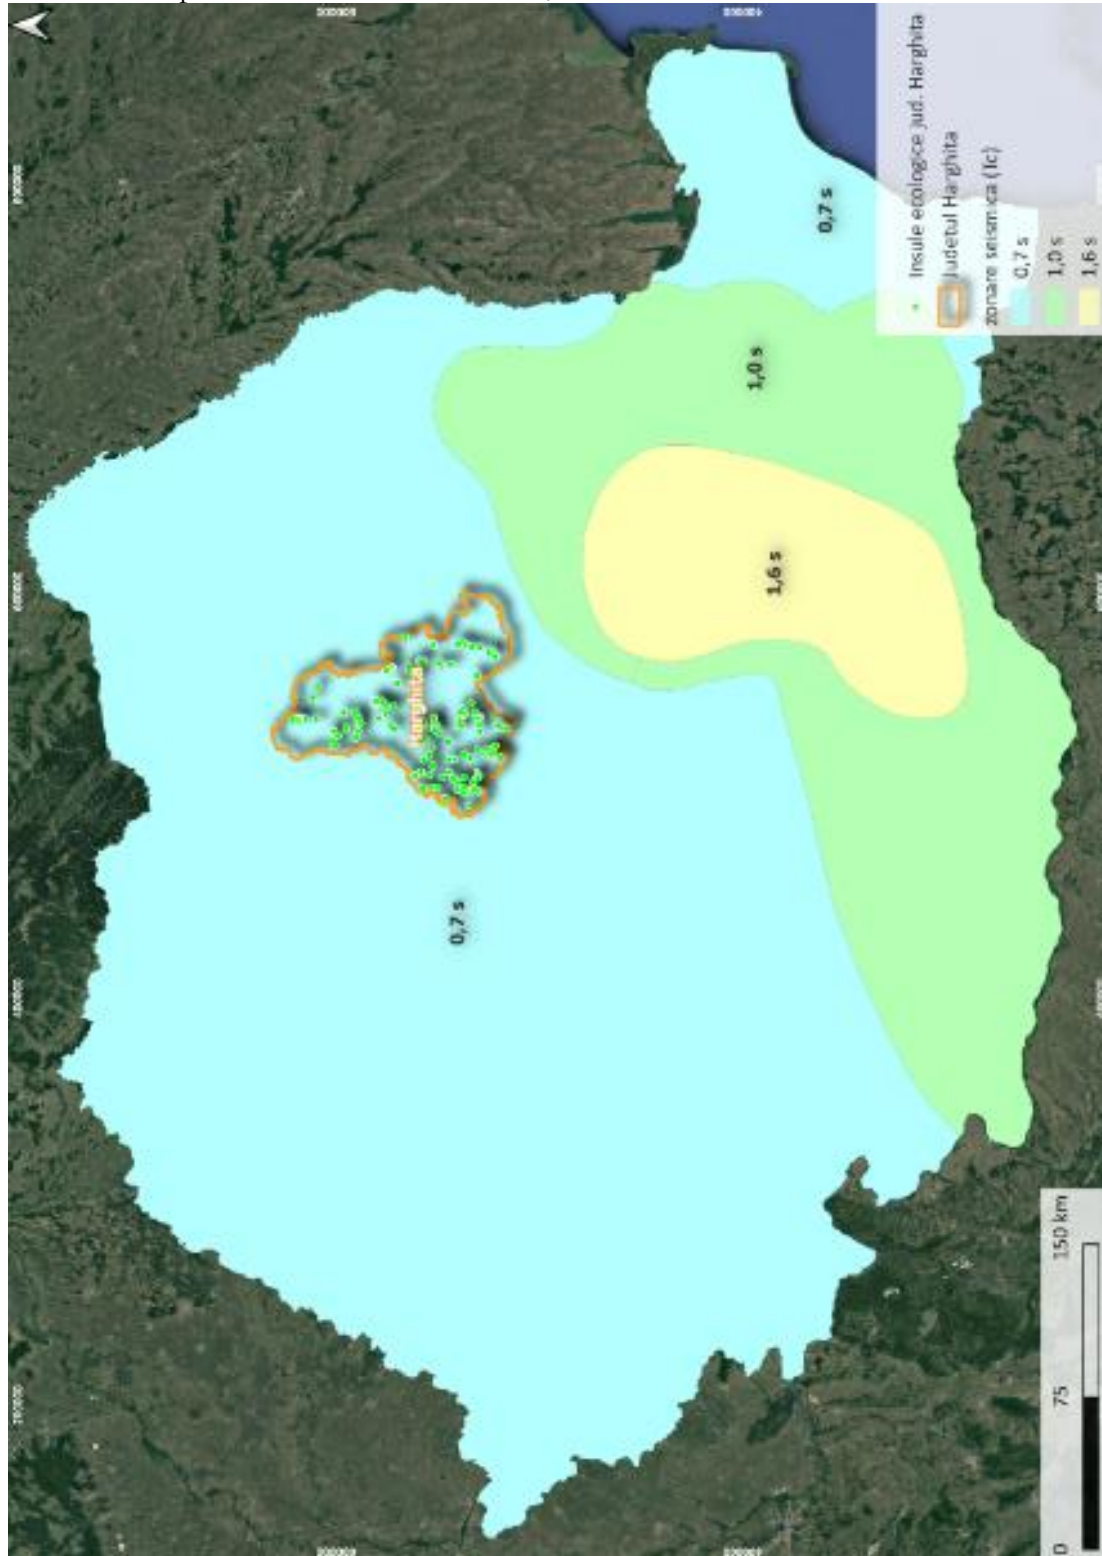 Insule ecologice jud. Harghita
Judetul Harghita
zonare seismica (Tc)
0,7 s
1,0 s
1,6 s
Harghita
0,7 s
0,7 s
1,0 s
1,6 s
0
75
150 km